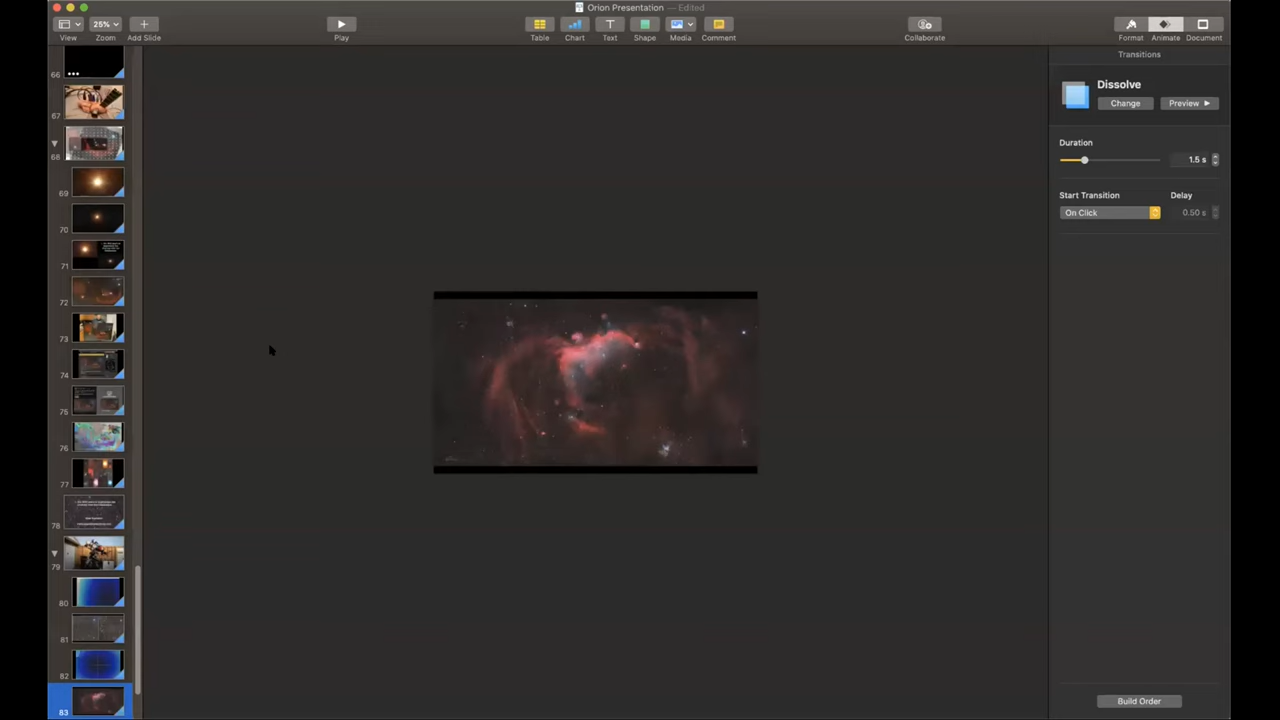 Orion Presentation — Edited
25%
View
Zoom
Add Slide
Play
Table
Chart
Text
Shape
Media
Comment
Collaborate
Format
Animate
Document
Transitions
Dissolve
Change
Preview
Duration
1.5 s
Start Transition
Delay
On Click
0.50 s
Build Order
66
67
68
69
70
71
72
73
74
75
76
77
78
79
80
81
82
83